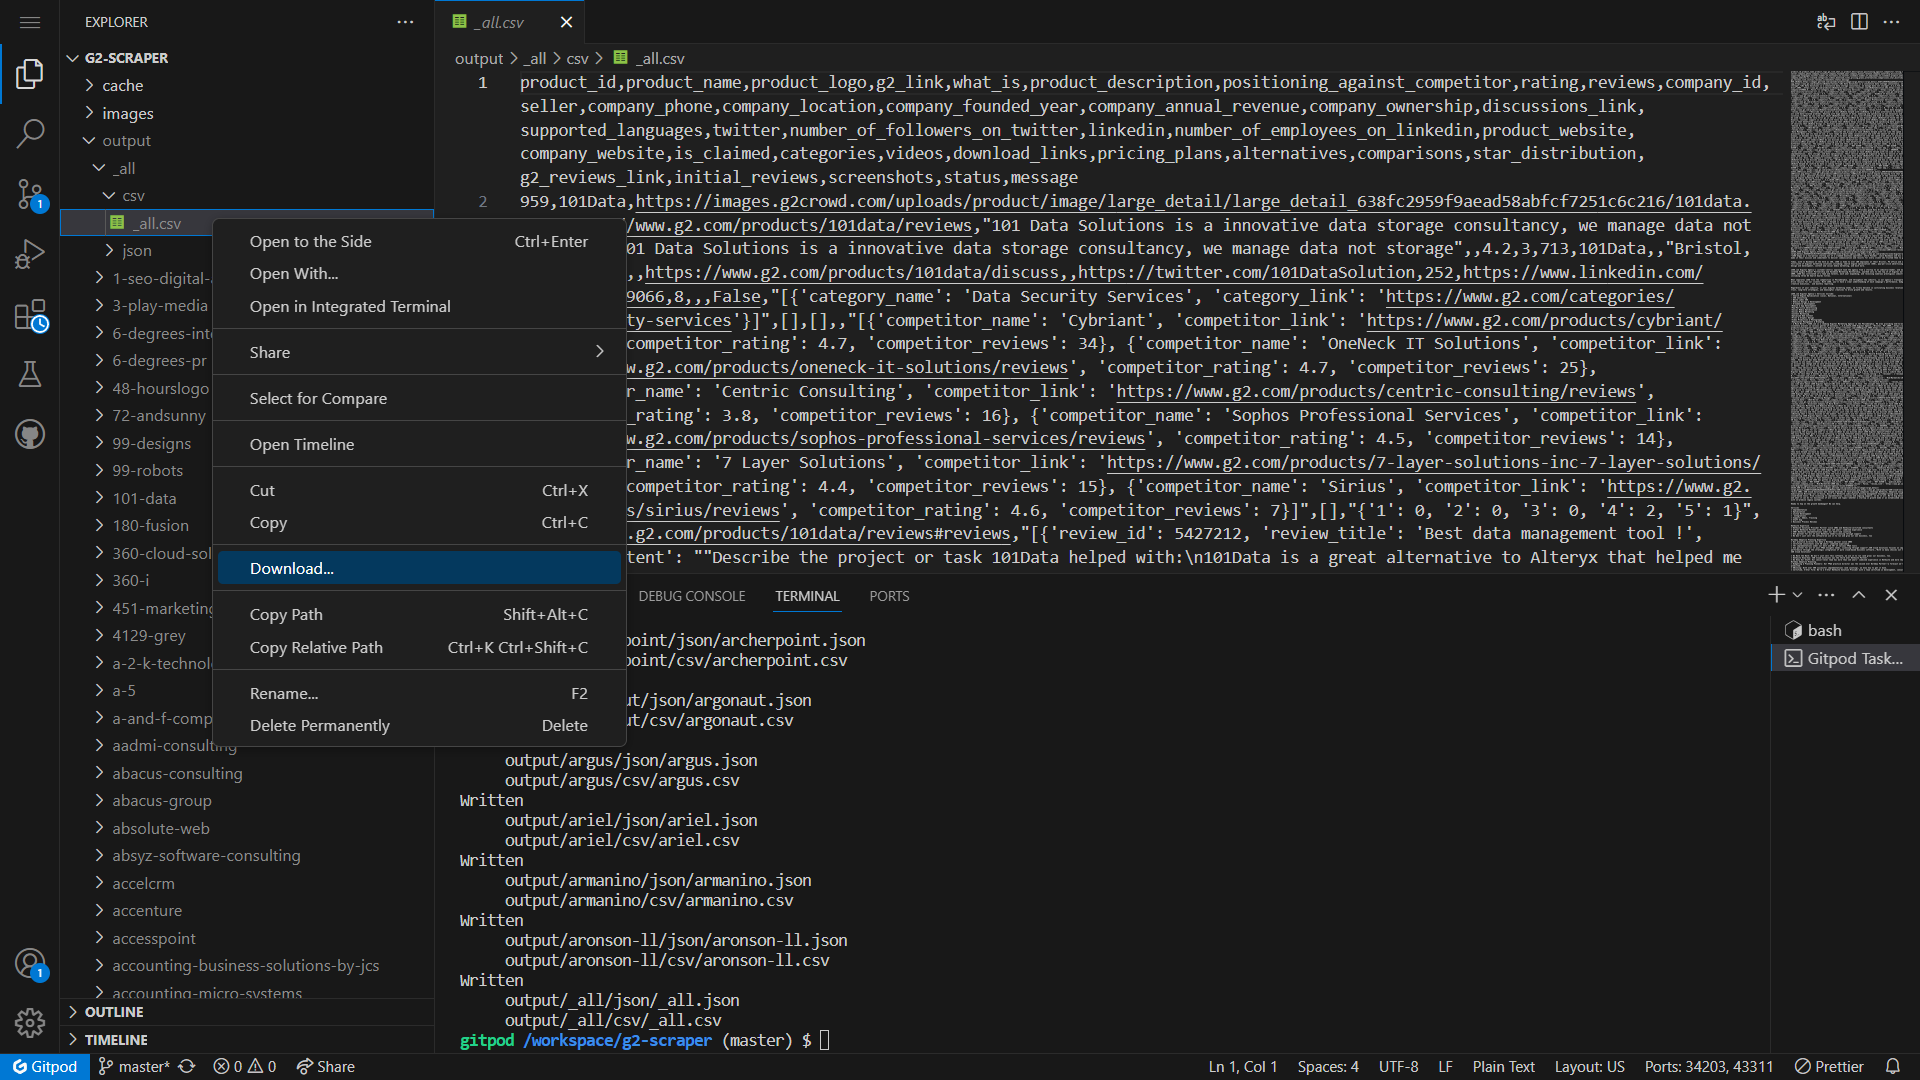 EXPLORER
G2-SCRAPER
cache
images
output
_all
csv
_all.csv
json
1-seo-digital-
3-play-media
6-degrees-int
6-degrees-pr
48-hourslogo
72-andsunny
99-designs
99-robots
101-data
180-fusion
360-cloud-sol
360-i
451-marketing
4129-grey
a-2-k-technol
a-5
a-and-f-comp
aadmi-consulting
abacus-consulting
abacus-group
absolute-web
absyz-software-consulting
accelcrm
accenture
accesspoint
accounting-business-solutions-by-jcs
accounting-micro-systems
OUTLINE
TIMELINE
1
1
Open to the Side Ctrl+Enter
Open With...
Open in Integrated Terminal
Share
Select for Compare
Open Timeline
Cut Ctrl+X
Copy Ctrl+C
Download...
Copy Path Shift+Alt+C
Copy Relative Path Ctrl+K Ctrl+Shift+C
Rename... F2
Delete Permanently Delete
_all.csv
output > _all > csv > _all.csv
1 product_id,product_name,product_logo,g2_link,what_is,product_description,positioning_against_competitor,rating,reviews,company_id,
seller,company_phone,company_location,company_founded_year,company_annual_revenue,company_ownership,discussions_link,
supported_languages,twitter,number_of_followers_on_twitter,linkedin,number_of_employees_on_linkedin,product_website,
company_website,is_claimed,categories,videos,download_links,pricing_plans,alternatives,comparisons,star_distribution,
g2_reviews_link,initial_reviews,screenshots,status,message
2 959,101Data,https://images.g2crowd.com/uploads/product/image/large_detail/large_detail_638fc2959f9aead58abfcf7251c6c216/101data.
/www.g2.com/products/101data/reviews,"101 Data Solutions is a innovative data storage consultancy, we manage data not
01 Data Solutions is a innovative data storage consultancy, we manage data not storage",,4.2,3,713,101Data,,"Bristol,
,,https://www.g2.com/products/101data/discuss,,https://twitter.com/101DataSolution,252,https://www.linkedin.com/
9066,8,,,False,"[{'category_name': 'Data Security Services', 'category_link': 'https://www.g2.com/categories/
ty-services'}]",[],[],,"[{'competitor_name': 'Cybriant', 'competitor_link': 'https://www.g2.com/products/cybriant/
competitor_rating': 4.7, 'competitor_reviews': 34}, {'competitor_name': 'OneNeck IT Solutions', 'competitor_link':
w.g2.com/products/oneneck-it-solutions/reviews', 'competitor_rating': 4.7, 'competitor_reviews': 25},
r_name': 'Centric Consulting', 'competitor_link': 'https://www.g2.com/products/centric-consulting/reviews',
_rating': 3.8, 'competitor_reviews': 16}, {'competitor_name': 'Sophos Professional Services', 'competitor_link':
w.g2.com/products/sophos-professional-services/reviews', 'competitor_rating': 4.5, 'competitor_reviews': 14},
r_name': '7 Layer Solutions', 'competitor_link': 'https://www.g2.com/products/7-layer-solutions-inc-7-layer-solutions/
competitor_rating': 4.4, 'competitor_reviews': 15}, {'competitor_name': 'Sirius', 'competitor_link': 'https://www.g2.
s/sirius/reviews', 'competitor_rating': 4.6, 'competitor_reviews': 7}]",[],"{'1': 0, '2': 0, '3': 0, '4': 2, '5': 1}",
.g2.com/products/101data/reviews#reviews,"[{'review_id': 5427212, 'review_title': 'Best data management tool !',
tent': ""Describe the project or task 101Data helped with:\n101Data is a great alternative to Alteryx that helped me
DEBUG CONSOLE TERMINAL PORTS
point/json/archerpoint.json
point/csv/archerpoint.csv
ut/json/argonaut.json
ut/csv/argonaut.csv
output/argus/json/argus.json
output/argus/csv/argus.csv
Written
output/ariel/json/ariel.json
output/ariel/csv/ariel.csv
Written
output/armanino/json/armanino.json
output/armanino/csv/armanino.csv
Written
output/aronson-ll/json/aronson-ll.json
output/aronson-ll/csv/aronson-ll.csv
Written
output/_all/json/_all.json
output/_all/csv/_all.csv
gitpod /workspace/g2-scraper (master) $
bash
Gitpod Task...
Gitpod master* 0 0 Share Ln 1, Col 1 Spaces: 4 UTF-8 LF Plain Text Layout: US Ports: 34203, 43311 Prettier